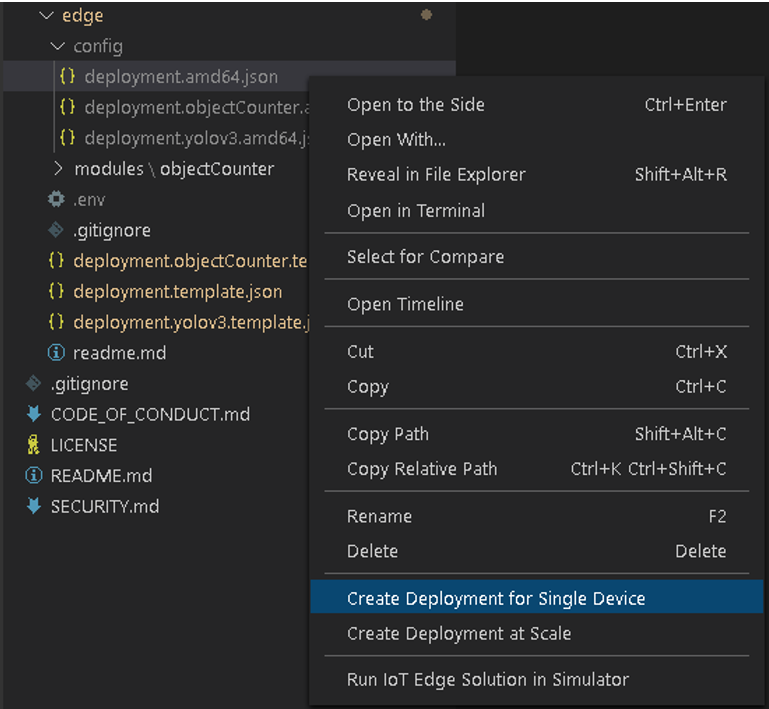 edge
config
{} deployment.amd64.json
{} deployment.objectCounter.a
{} deployment.yolov3.amd64.js
modules \ objectCounter
.env
.gitignore
{} deployment.objectCounter.te
{} deployment.template.json
{} deployment.yolov3.template.j
readme.md
.gitignore
CODE_OF_CONDUCT.md
LICENSE
README.md
SECURITY.md
Open to the Side Ctrl+Enter
Open With...
Reveal in File Explorer Shift+Alt+R
Open in Terminal
Select for Compare
Open Timeline
Cut Ctrl+X
Copy Ctrl+C
Copy Path Shift+Alt+C
Copy Relative Path Ctrl+K Ctrl+Shift+C
Rename F2
Delete Delete
Create Deployment for Single Device
Create Deployment at Scale
Run IoT Edge Solution in Simulator